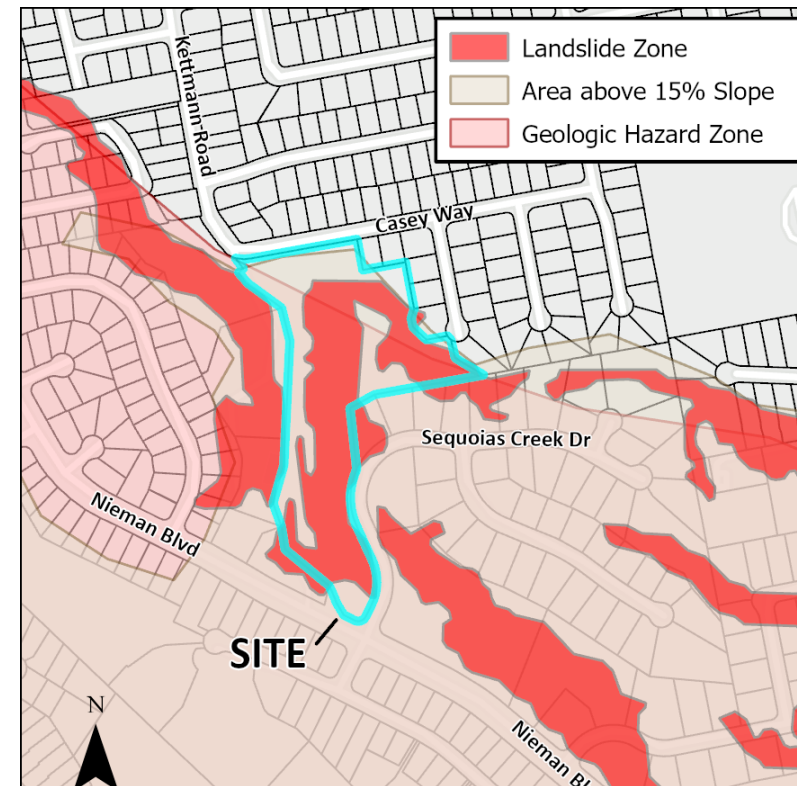 Landslide Zone
Area above 15% Slope
Geologic Hazard Zone
Kettmann Road
Casey Way
Sequoias Creek Dr
Nieman Blvd
SITE
N
Nieman Bl